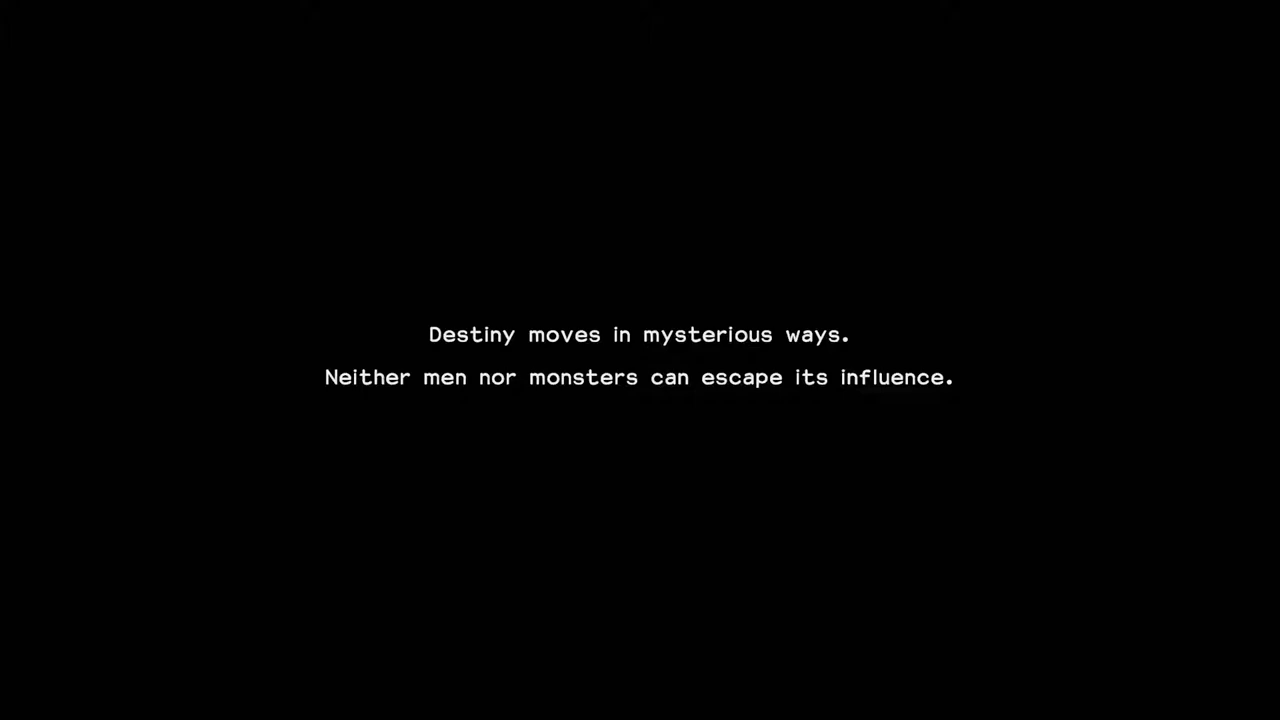 Destiny moves in mysterious ways.
Neither men nor monsters can escape its influence.